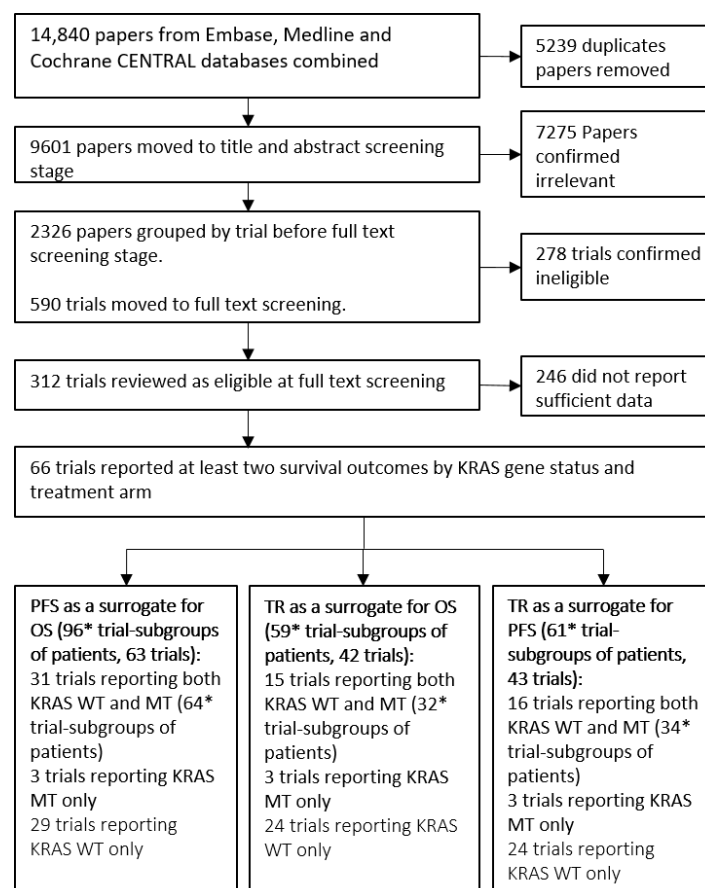 14,840 papers from Embase, Medline and
Cochrane CENTRAL databases combined
5239 duplicates
papers removed
9601 papers moved to title and abstract screening
stage
7275 Papers
confirmed
irrelevant
2326 papers grouped by trial before full text
screening stage.
590 trials moved to full text screening.
278 trials confirmed
ineligible
312 trials reviewed as eligible at full text screening
246 did not report
sufficient data
66 trials reported at least two survival outcomes by KRAS gene status and
treatment arm
PFS as a surrogate for
OS (96* trial-subgroups
of patients, 63 trials):
31 trials reporting both
KRAS WT and MT (64*
trial-subgroups of
patients)
3 trials reporting KRAS
MT only
29 trials reporting
KRAS WT only
TR as a surrogate for OS
(59* trial-subgroups of
patients, 42 trials):
15 trials reporting both
KRAS WT and MT (32*
trial-subgroups of
patients)
3 trials reporting KRAS
MT only
24 trials reporting KRAS
WT only
TR as a surrogate for
PFS (61* trial-
subgroups of patients,
43 trials):
16 trials reporting both
KRAS WT and MT (34*
trial-subgroups of
patients)
3 trials reporting KRAS
MT only
24 trials reporting
KRAS WT only